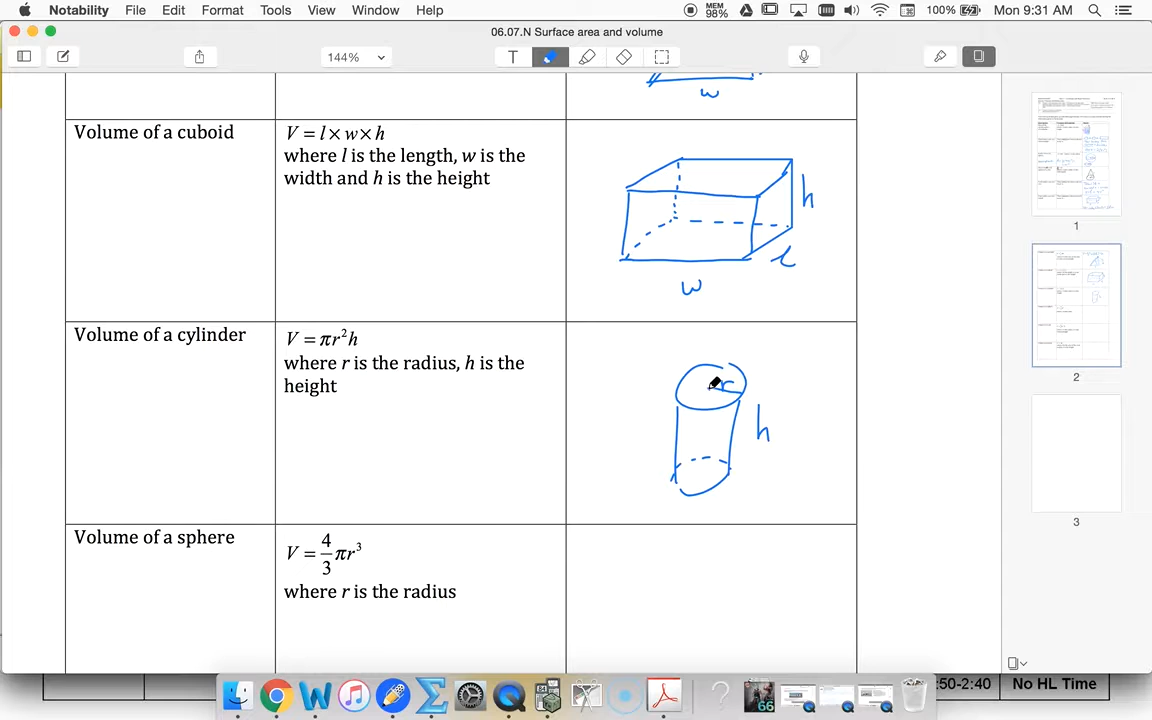 Notability File Edit Format Tools View Window Help MEM 98% 100% Mon 9:31 AM
06.07.N Surface area and volume
144% T
w
Volume of a cuboid
V = l × w × h
where l is the length, w is the
width and h is the height
h
l
w
Volume of a cylinder
V = πr²h
where r is the radius, h is the
height
r
h
Volume of a sphere
V = 4/3 πr³
where r is the radius
1
2
3
:50-2:40 No HL Time
66